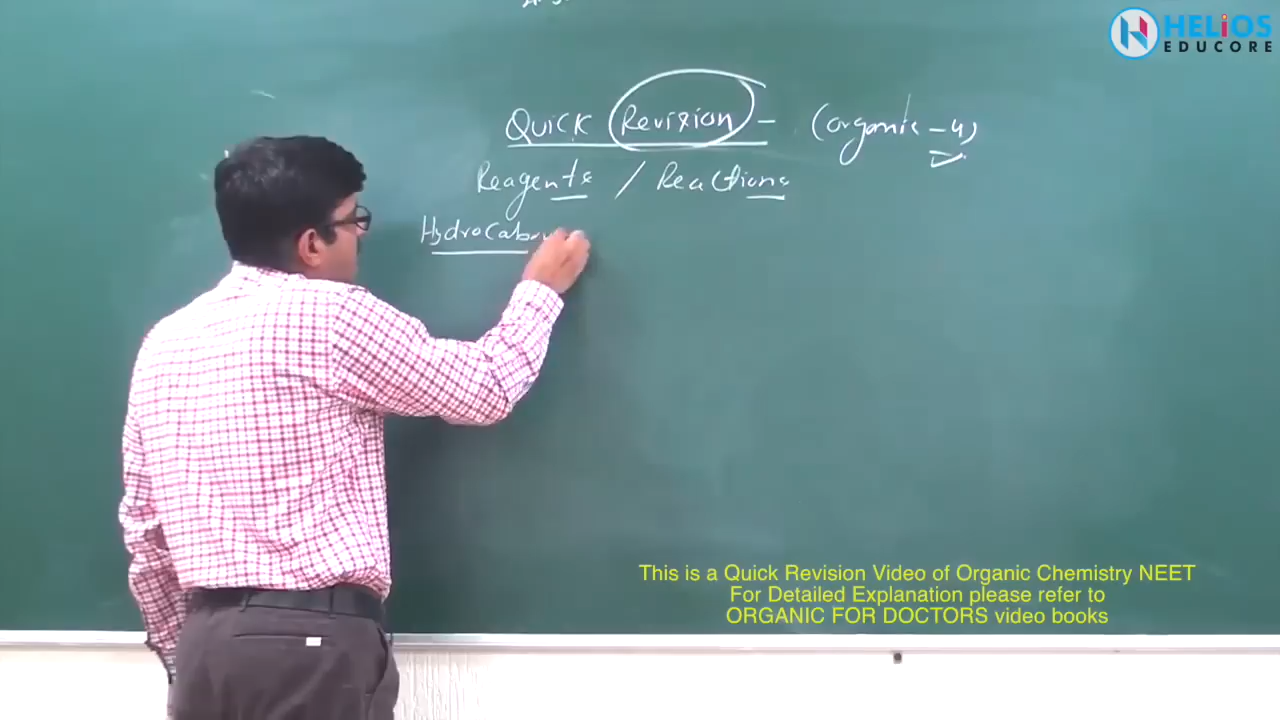 HELIOS
EDUCORE
QUICK Revision - (Organic - 4)
Reagents / Reactions
Hydrocabon
This is a Quick Revision Video of Organic Chemistry NEET
For Detailed Explanation please refer to
ORGANIC FOR DOCTORS video books